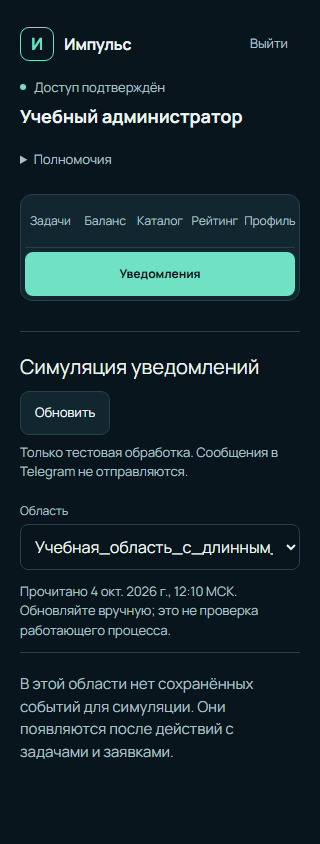 И Импульс Выйти
Доступ подтверждён
Учебный администратор
Полномочия
Задачи Баланс Каталог Рейтинг Профиль
Уведомления
Симуляция уведомлений
Обновить
Только тестовая обработка. Сообщения в
Telegram не отправляются.
Область
Учебная_область_с_длинным_
Прочитано 4 окт. 2026 г., 12:10 МСК.
Обновляйте вручную; это не проверка
работающего процесса.
В этой области нет сохранённых
событий для симуляции. Они
появляются после действий с
задачами и заявками.